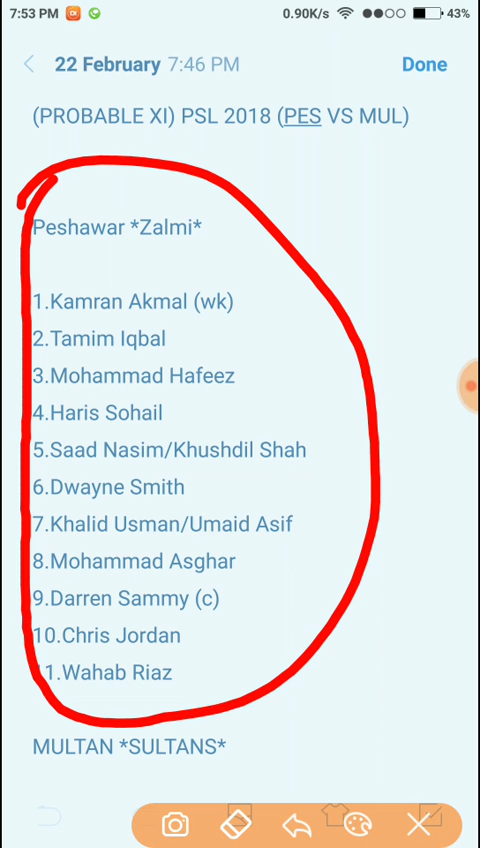 7:53 PM
0.90K/s
43%
22 February 7:46 PM
Done
(PROBABLE XI) PSL 2018 (PES VS MUL)
Peshawar *Zalmi*
1.Kamran Akmal (wk)
2.Tamim Iqbal
3.Mohammad Hafeez
4.Haris Sohail
5.Saad Nasim/Khushdil Shah
6.Dwayne Smith
7.Khalid Usman/Umaid Asif
8.Mohammad Asghar
9.Darren Sammy (c)
10.Chris Jordan
11.Wahab Riaz
MULTAN *SULTANS*